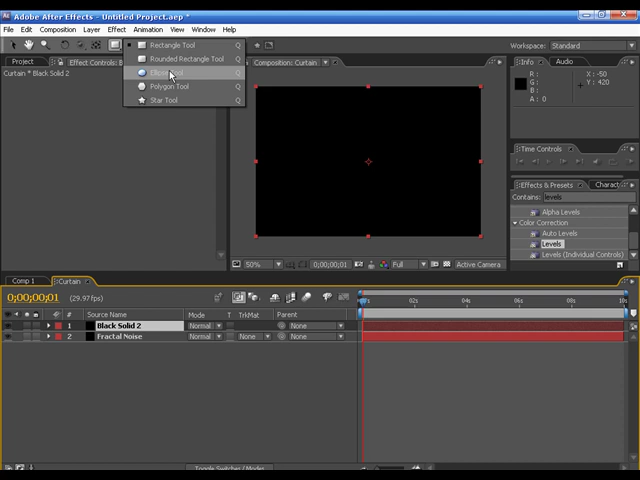 Adobe After Effects - Untitled Project.aep *
File Edit Composition Layer Effect Animation View Window Help
Rectangle Tool Q
Rounded Rectangle Tool Q
Ellipse Tool Q
Polygon Tool Q
Star Tool Q
Workspace: Standard
Project Effect Controls: B
Curtain * Black Solid 2
Composition: Curtain
Info Audio
R :
G :
B :
A : 0
X : -50
Y : 420
Time Controls
Effects & Presets Charact
Contains: levels
Alpha Levels
Color Correction
Auto Levels
Levels
Levels (Individual Controls)
50% 0;00;00;01 Full Active Camera
Comp 1 Curtain
0;00;00;01 (29.97fps)
02s 04s 06s 08s 10s
# Source Name Mode T TrkMat Parent
1 Black Solid 2 Normal None
2 Fractal Noise Normal None None
Toggle Switches / Modes